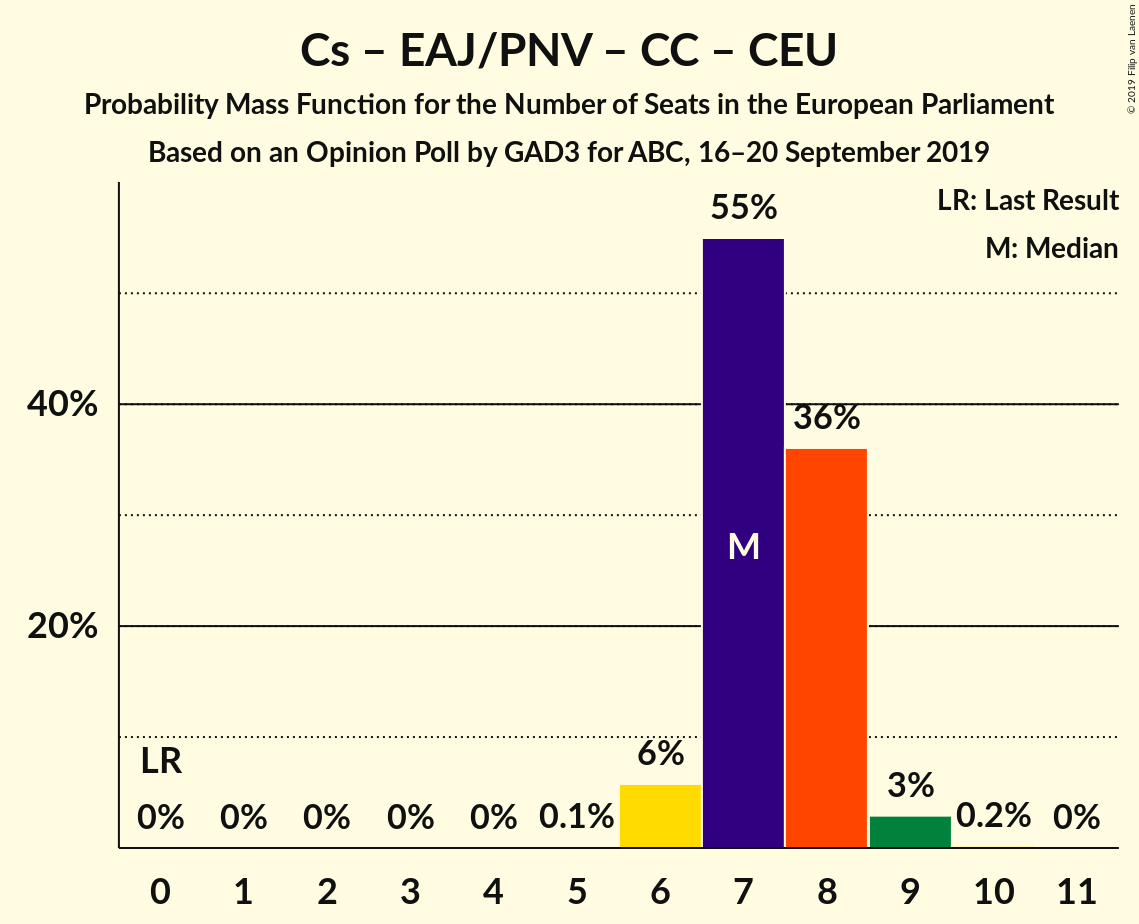 Cs – EAJ/PNV – CC – CEU
Probability Mass Function for the Number of Seats in the European Parliament
Based on an Opinion Poll by GAD3 for ABC, 16–20 September 2019
© 2019 Filip van Laenen
LR: Last Result
M: Median
55%
40%
36%
M
20%
LR
6%
3%
0% 0% 0% 0% 0% 0.1% 0.2% 0%
0 1 2 3 4 5 6 7 8 9 10 11